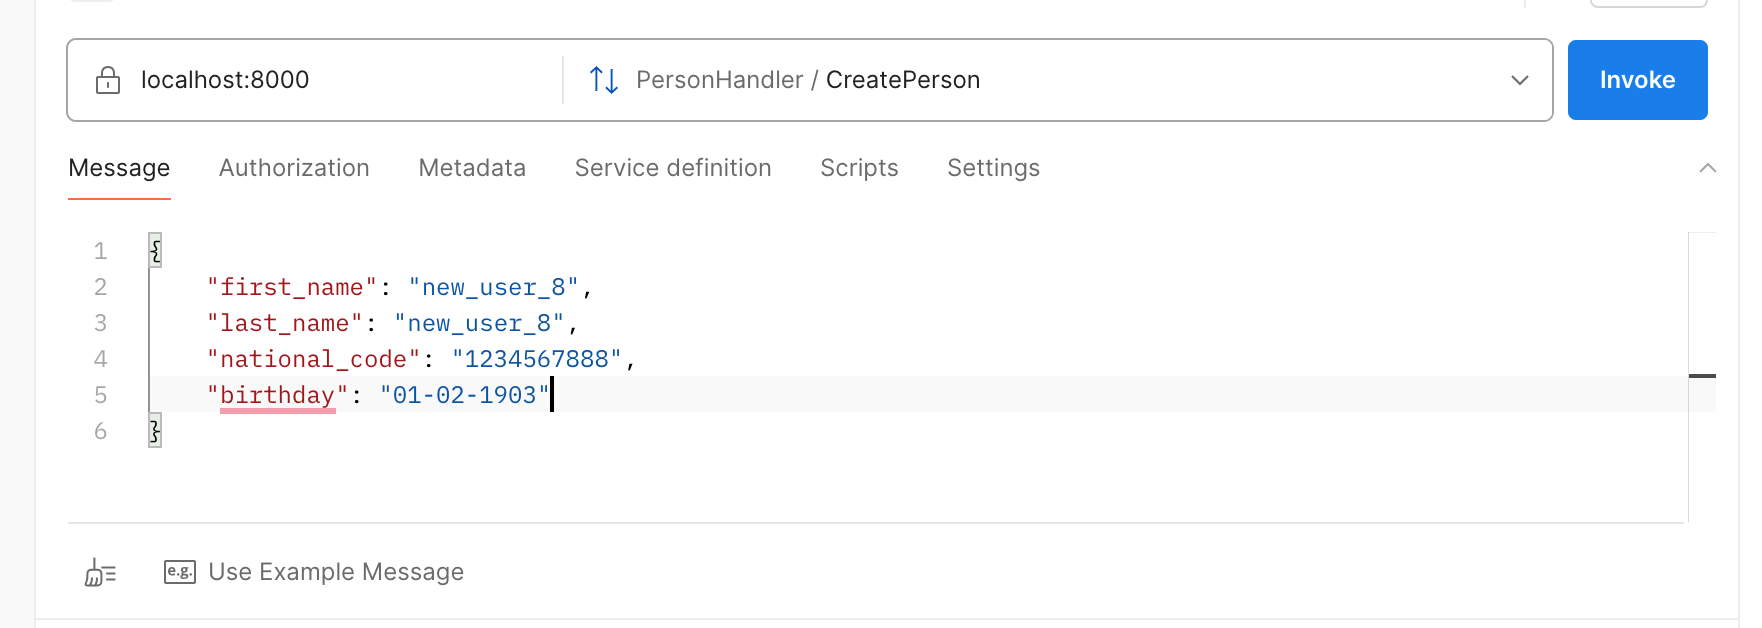 localhost:8000 PersonHandler / CreatePerson Invoke
Message Authorization Metadata Service definition Scripts Settings
1 {
2 "first_name": "new_user_8",
3 "last_name": "new_user_8",
4 "national_code": "1234567888",
5 "birthday": "01-02-1903"
6 }
e.g. Use Example Message